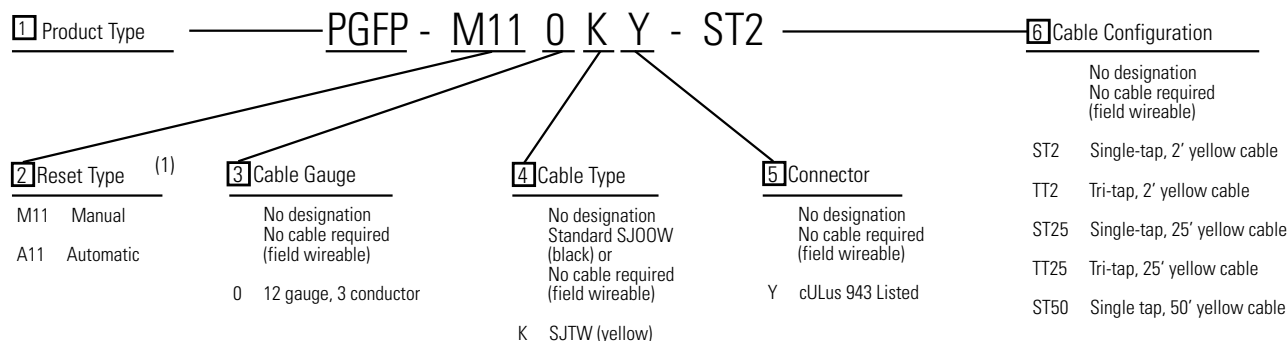 1 Product Type
PGFP - M11 0 K Y - ST2
6 Cable Configuration
No designation
No cable required
(field wireable)
ST2 Single-tap, 2' yellow cable
TT2 Tri-tap, 2' yellow cable
ST25 Single-tap, 25' yellow cable
TT25 Tri-tap, 25' yellow cable
ST50 Single tap, 50' yellow cable
2 Reset Type (1)
M11 Manual
A11 Automatic
3 Cable Gauge
No designation
No cable required
(field wireable)
0 12 gauge, 3 conductor
4 Cable Type
No designation
Standard SJOOW
(black) or
No cable required
(field wireable)
K SJTW (yellow)
5 Connector
No designation
No cable required
(field wireable)
Y cULus 943 Listed